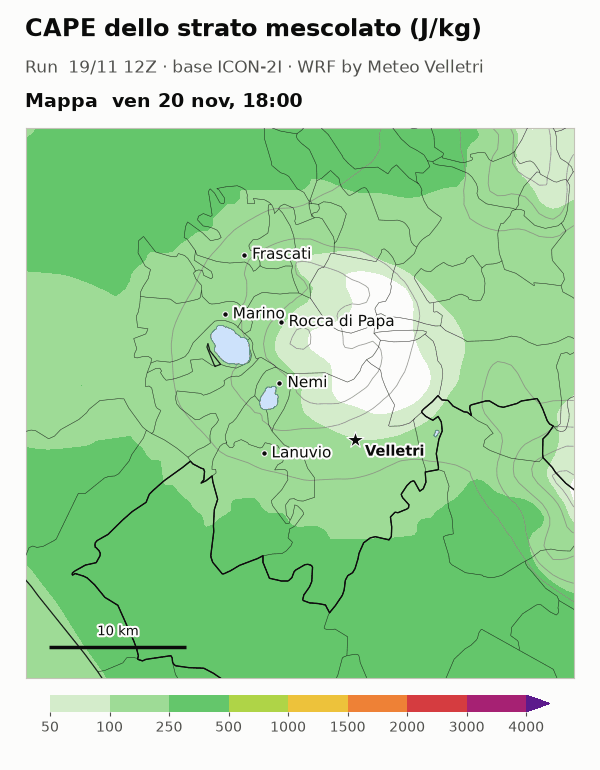 CAPE dello strato mescolato (J/kg)
Run  19/11 12Z · base ICON-2I · WRF by Meteo Velletri
Mappa  ven 20 nov, 18:00
Frascati
Marino
Rocca di Papa
Nemi
Velletri
Lanuvio
10 km
50 100 250 500 1000 1500 2000 3000 4000